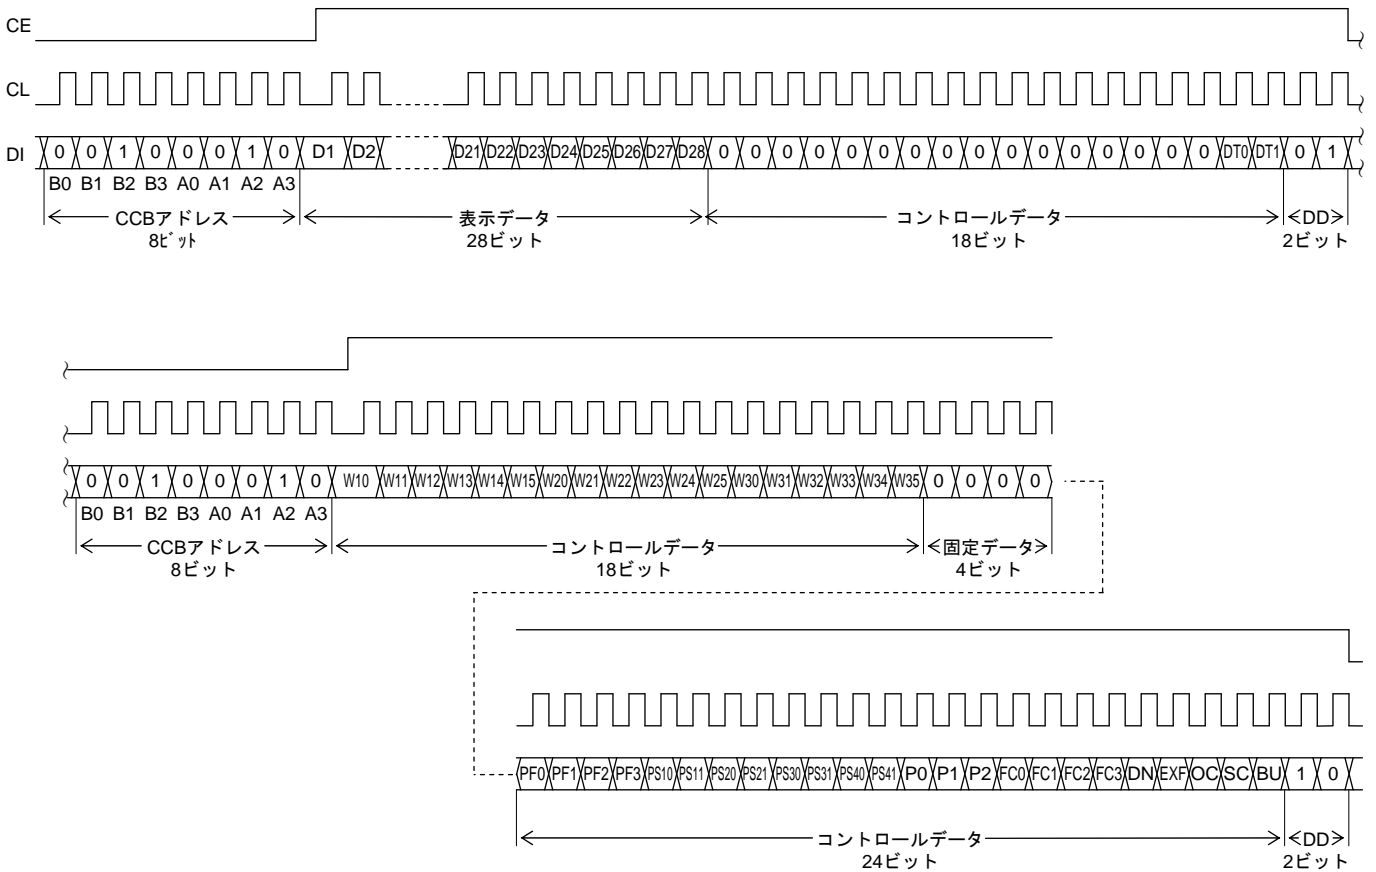 CE
CL
DI 0 0 1 0 0 0 1 0 D1 D2 D21 D22 D23 D24 D25 D26 D27 D28 0 0 0 0 0 0 0 0 0 0 0 0 0 0 0 0 DT0 DT1 0 1
B0 B1 B2 B3 A0 A1 A2 A3
CCBアドレス 表示データ コントロールデータ DD
8ﾋﾞｯﾄ 28ビット 18ビット 2ビット
0 0 1 0 0 0 1 0 W10 W11 W12 W13 W14 W15 W20 W21 W22 W23 W24 W25 W30 W31 W32 W33 W34 W35 0 0 0 0
B0 B1 B2 B3 A0 A1 A2 A3
CCBアドレス コントロールデータ 固定データ
8ビット 18ビット 4ビット
PF0 PF1 PF2 PF3 PS10 PS11 PS20 PS21 PS30 PS31 PS40 PS41 P0 P1 P2 FC0 FC1 FC2 FC3 DN EXF OC SC BU 1 0
コントロールデータ DD
24ビット 2ビット